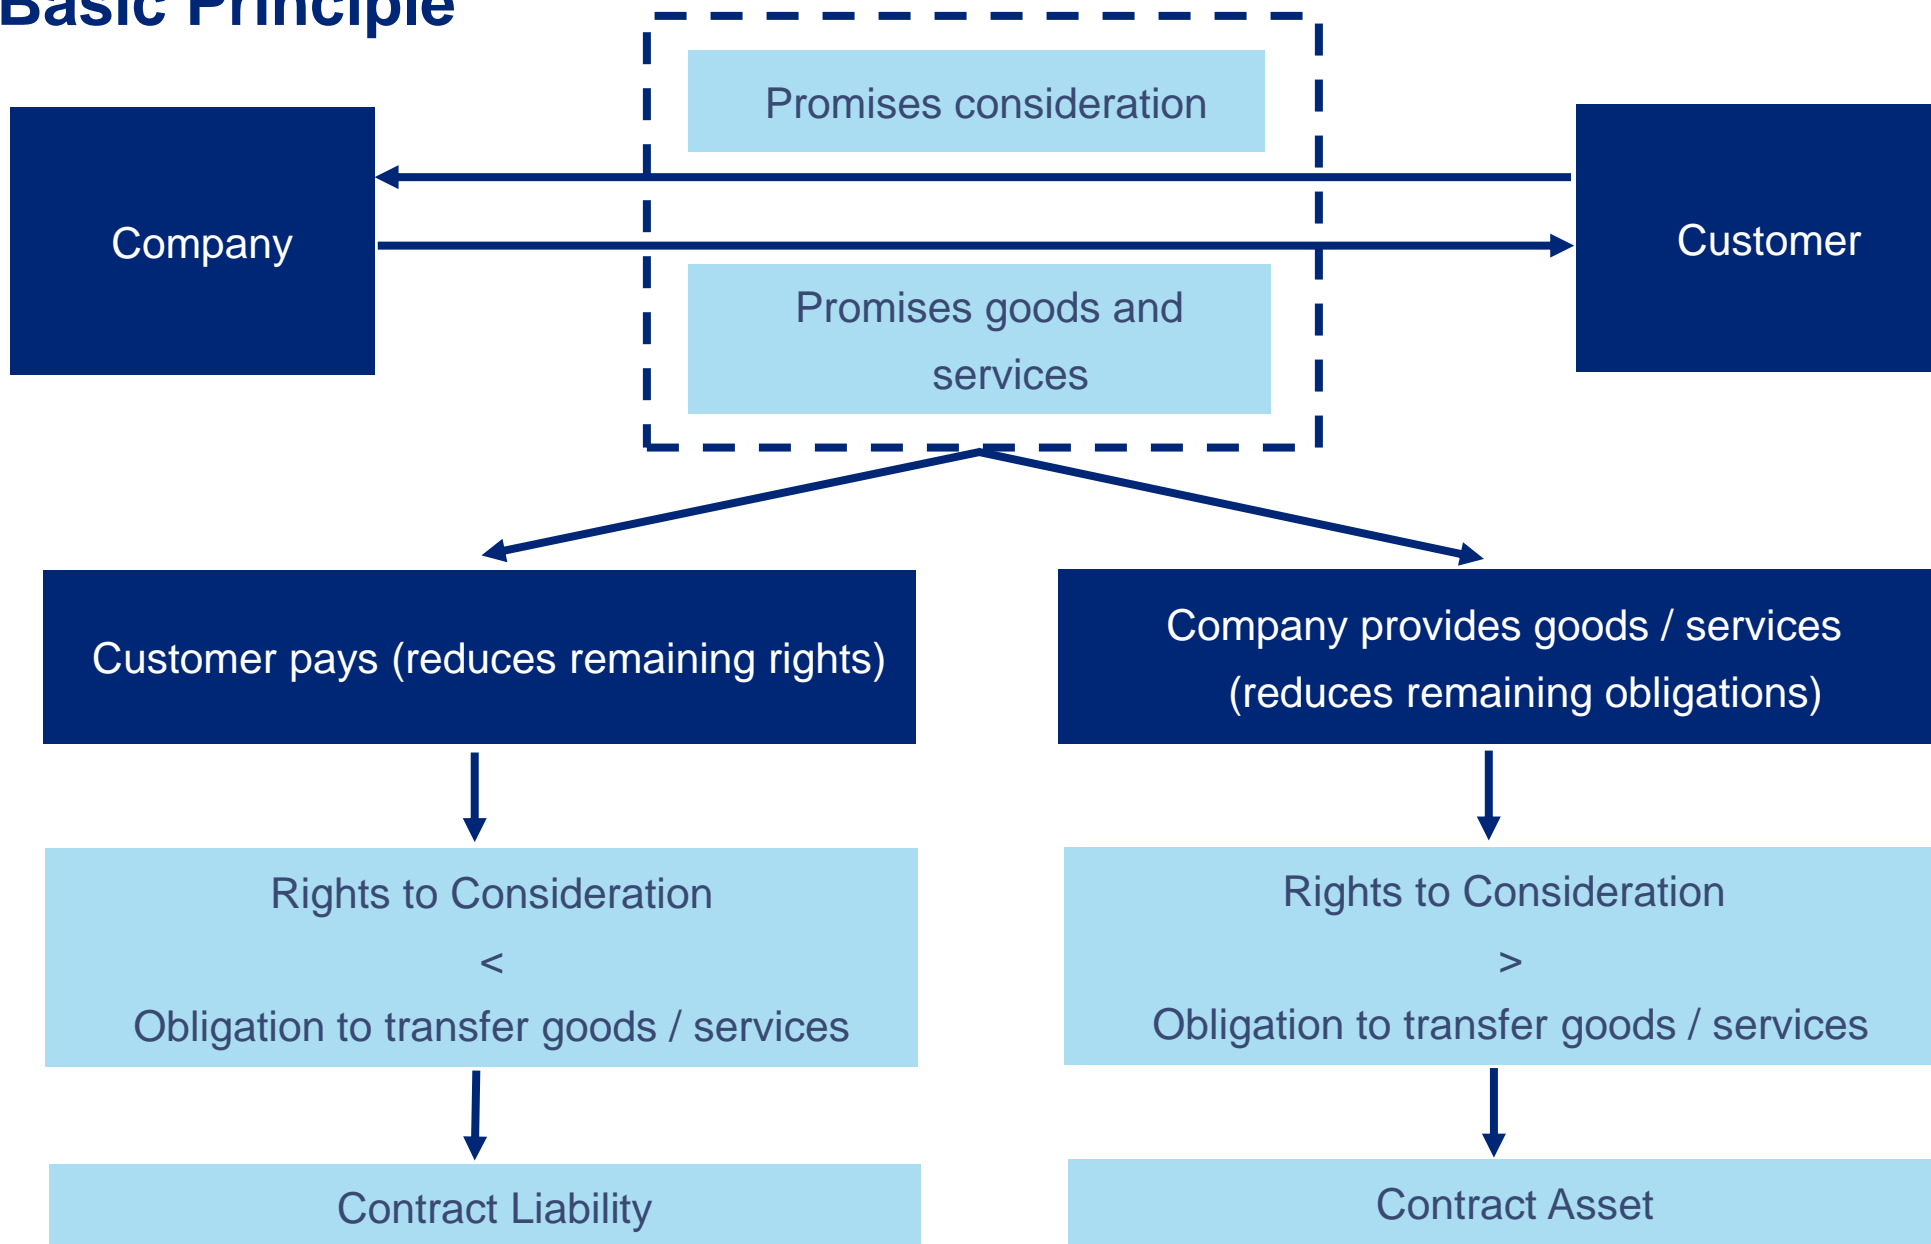 Basic Principle
Promises consideration
Company
Customer
Promises goods and
services
Customer pays (reduces remaining rights)
Company provides goods / services
(reduces remaining obligations)
Rights to Consideration
<
Obligation to transfer goods / services
Rights to Consideration
>
Obligation to transfer goods / services
Contract Liability
Contract Asset